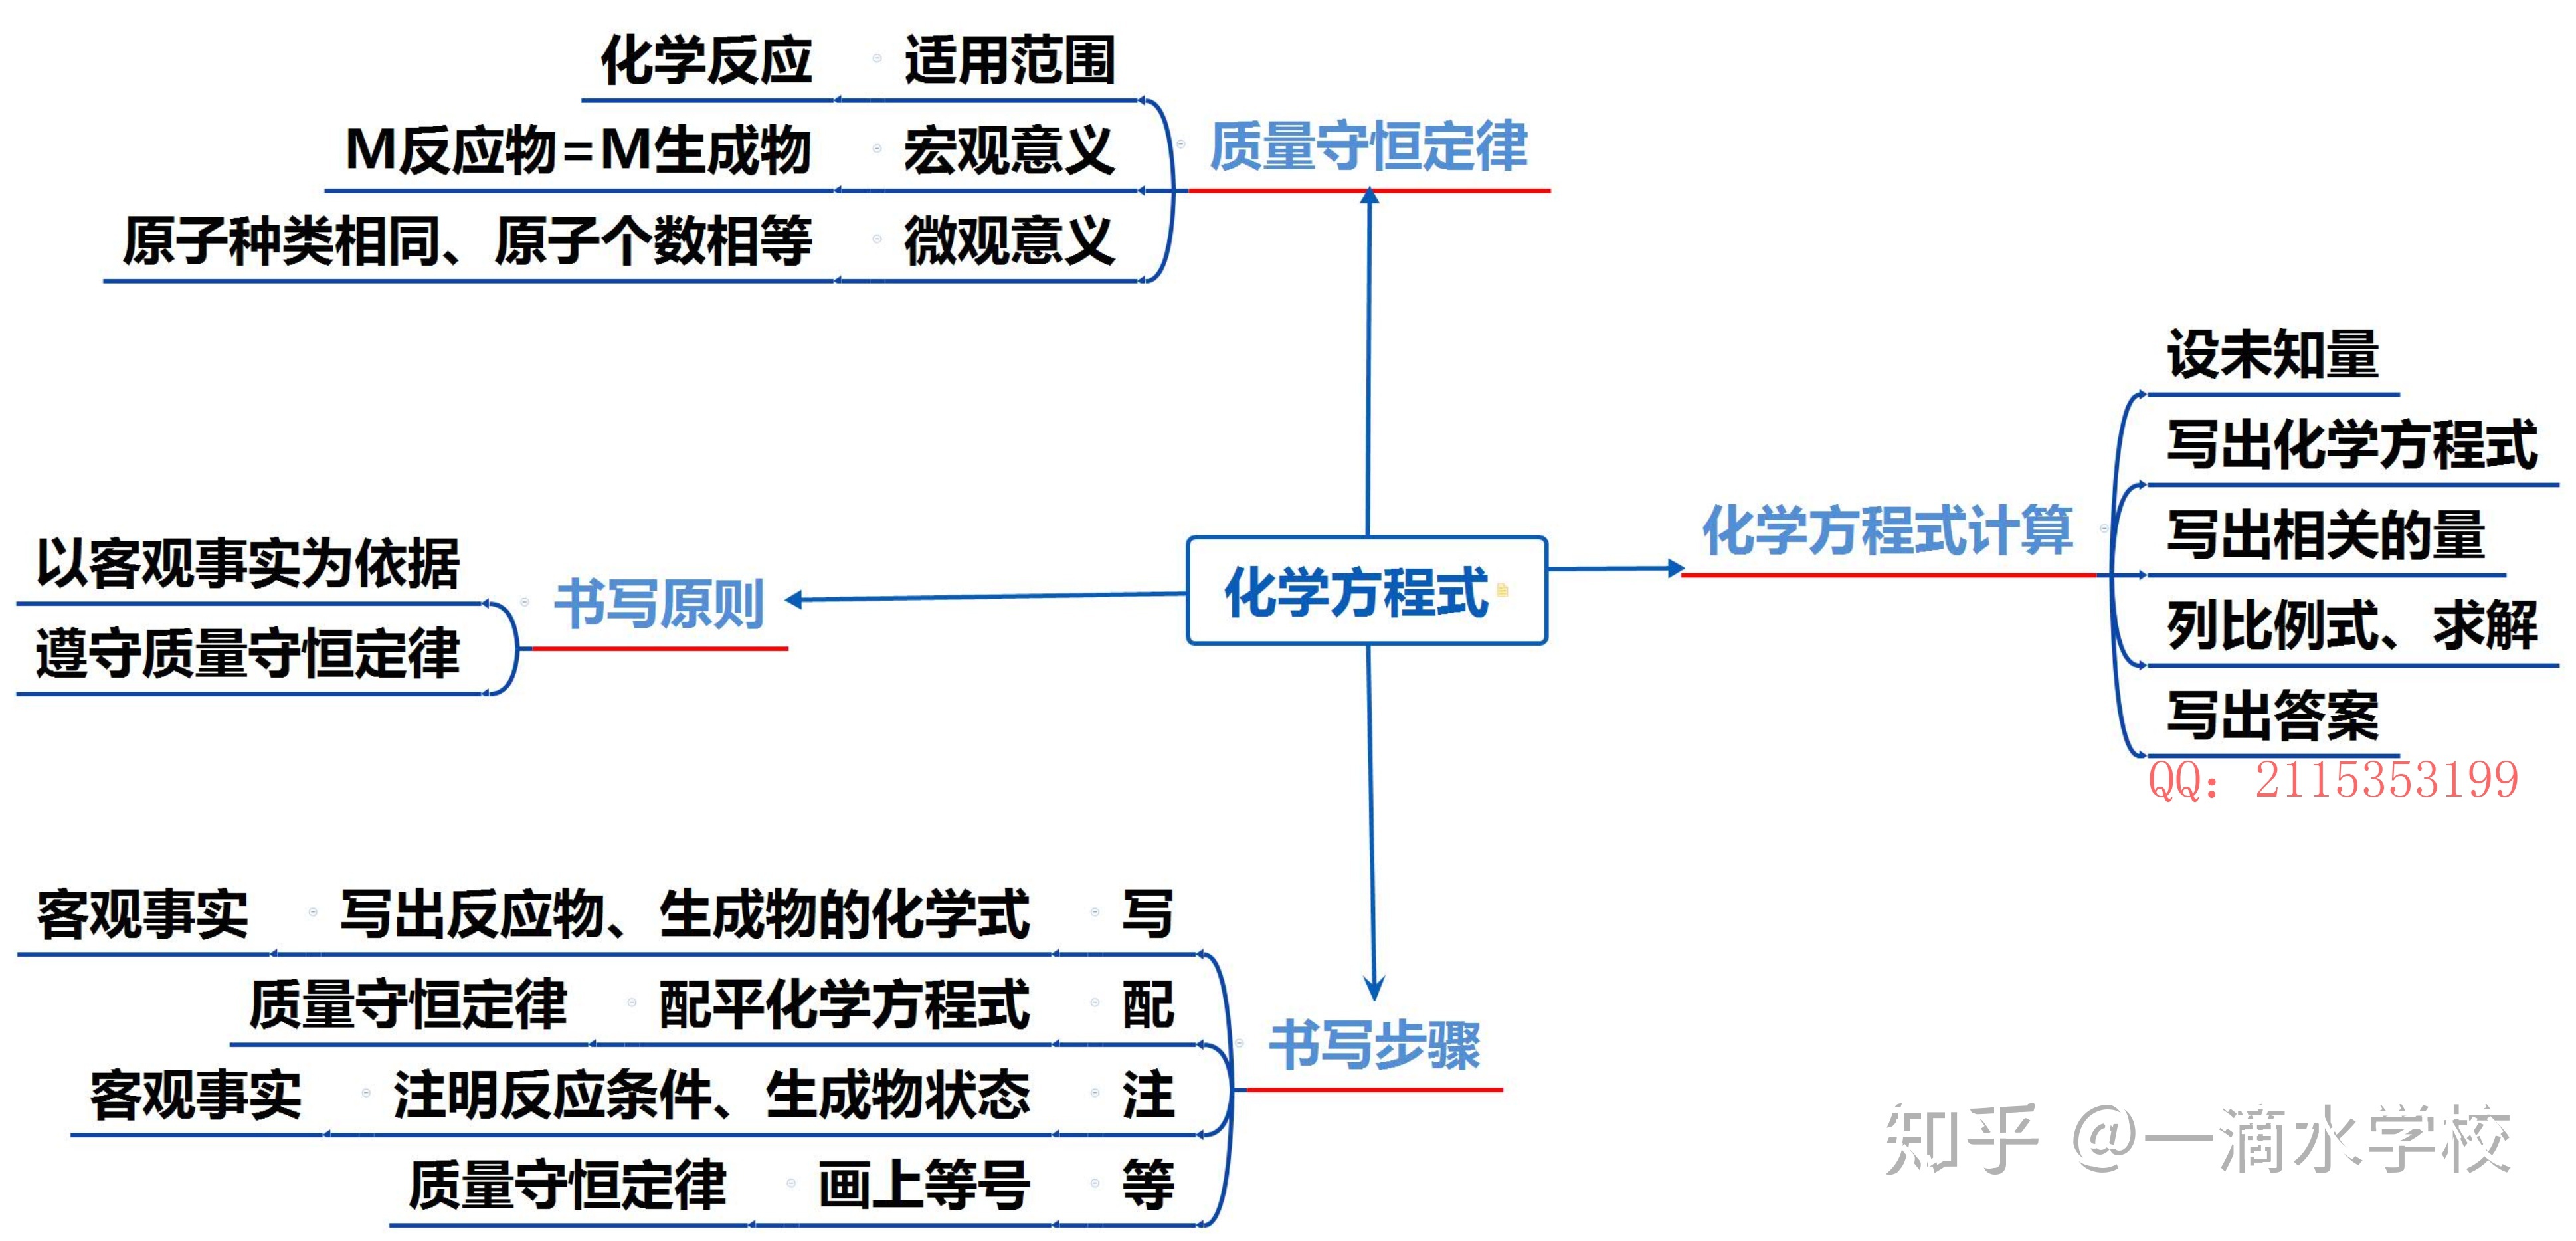 化学反应 适用范围
M反应物=M生成物 宏观意义
原子种类相同、原子个数相等 微观意义
质量守恒定律
设未知量
写出化学方程式
写出相关的量
列比例式、求解
写出答案
化学方程式计算
以客观事实为依据
遵守质量守恒定律
书写原则
化学方程式
QQ：2115353199
客观事实 写出反应物、生成物的化学式 写
质量守恒定律 配平化学方程式 配
客观事实 注明反应条件、生成物状态 注
质量守恒定律 画上等号 等
书写步骤
知乎 @一滴水学校